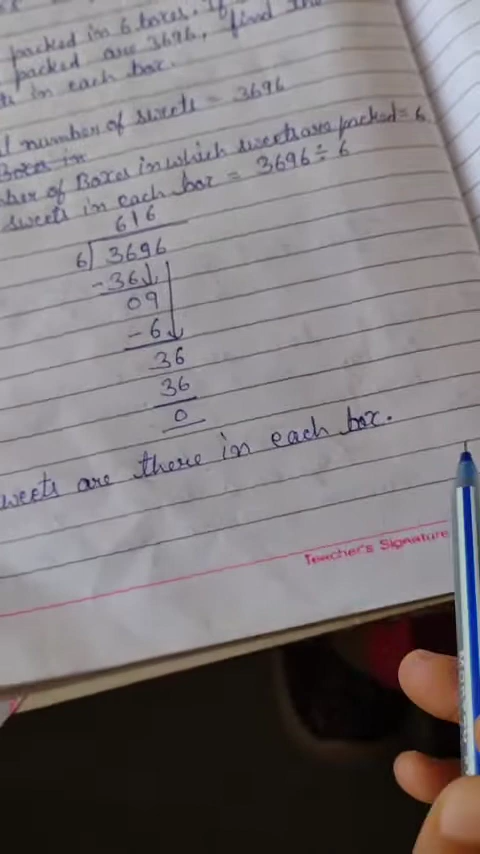 packed in 6 boxes. If
packed are 3696, find the
in each box.
number of sweets = 3696
Boxes in
of Boxes in which sweets are packed = 6
sweets in each box = 3696 ÷ 6
616
6 3696
-36
09
-6
36
36
0
are there in each box.
Teacher's Signature